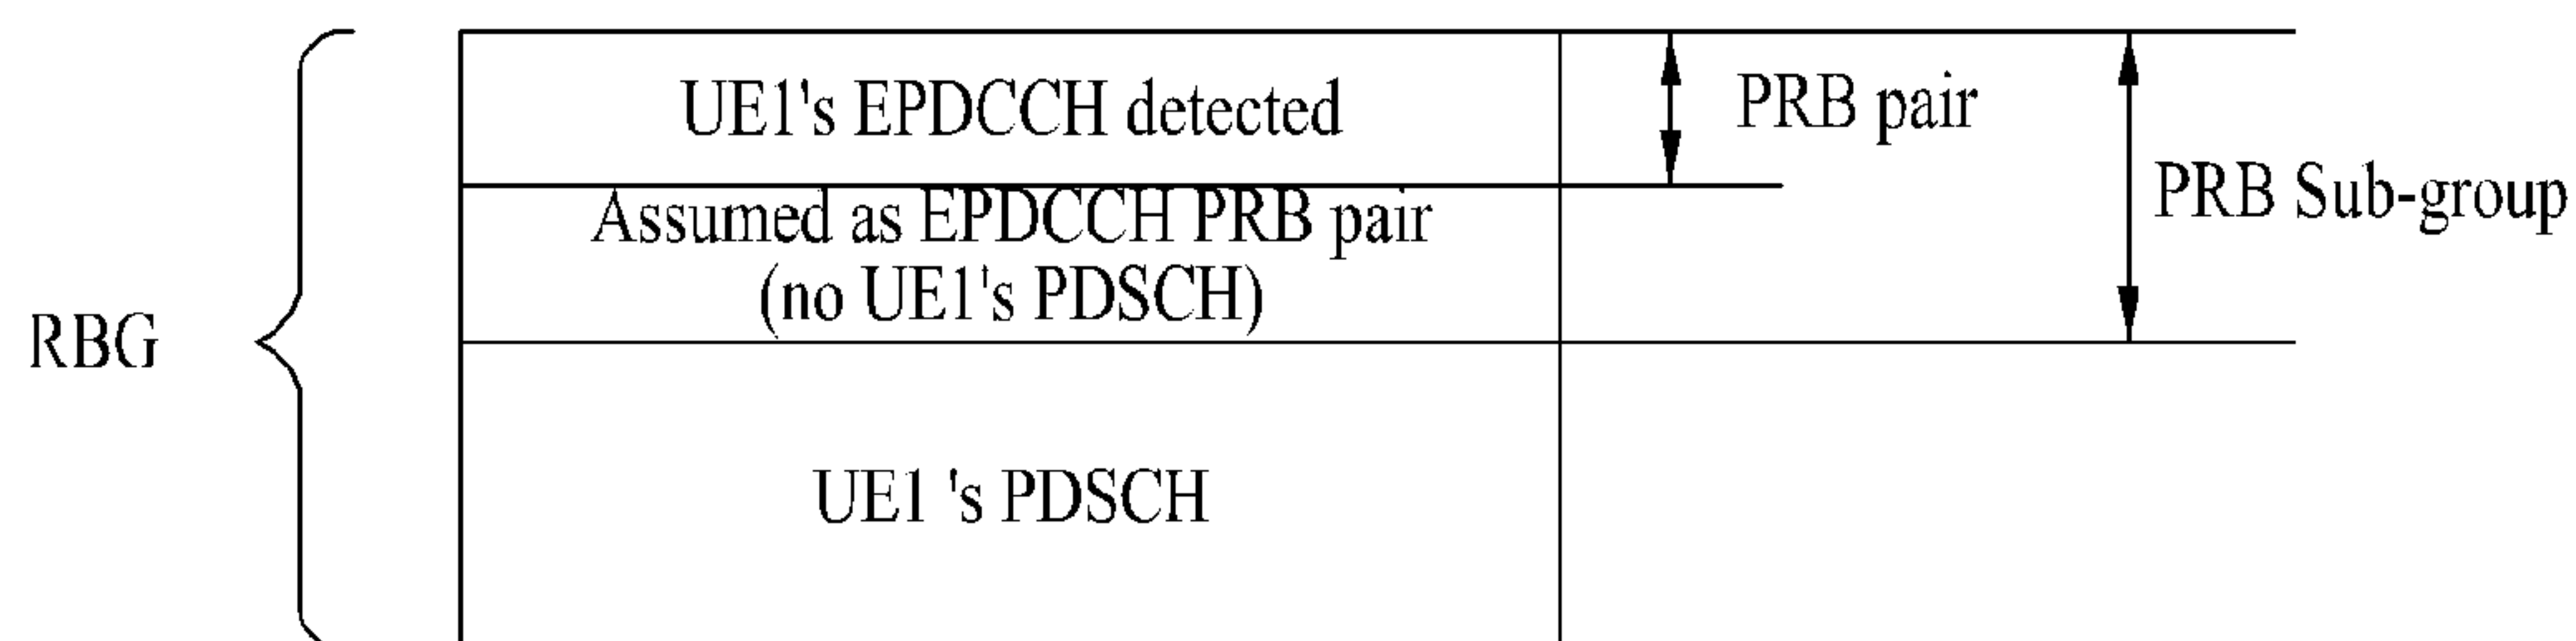 UE1's EPDCCH detected
PRB pair
Assumed as EPDCCH PRB pair
(no UE1's PDSCH)
PRB Sub-group
RBG
UE1 's PDSCH